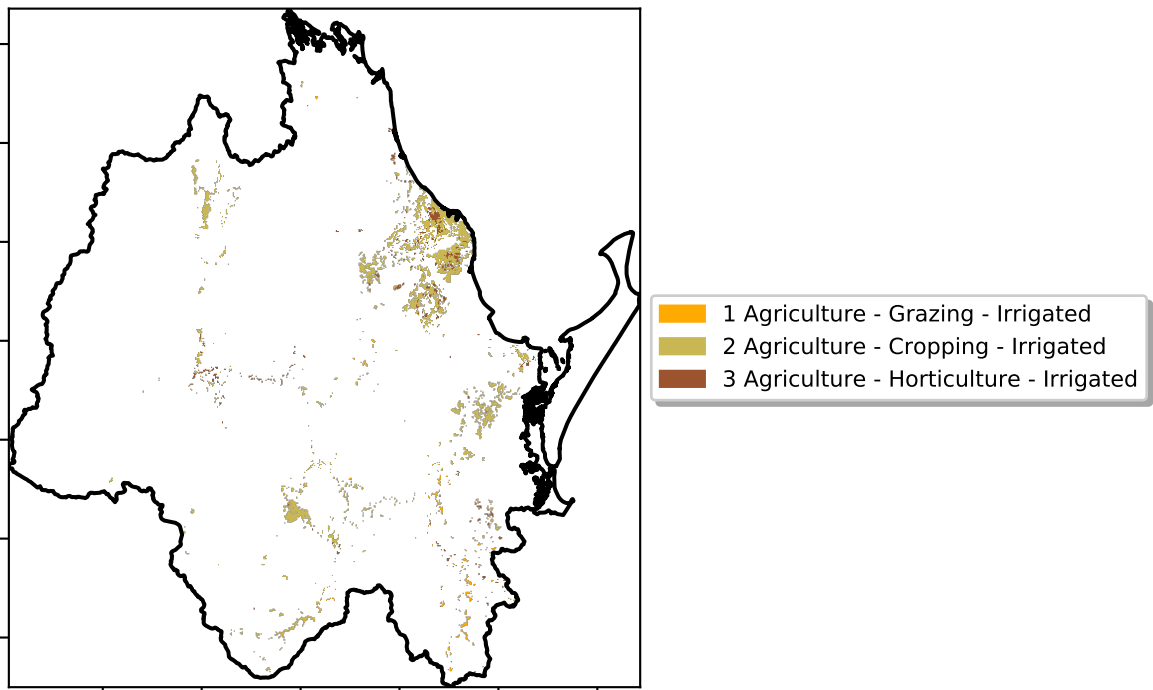 1 Agriculture - Grazing - Irrigated
2 Agriculture - Cropping - Irrigated
3 Agriculture - Horticulture - Irrigated